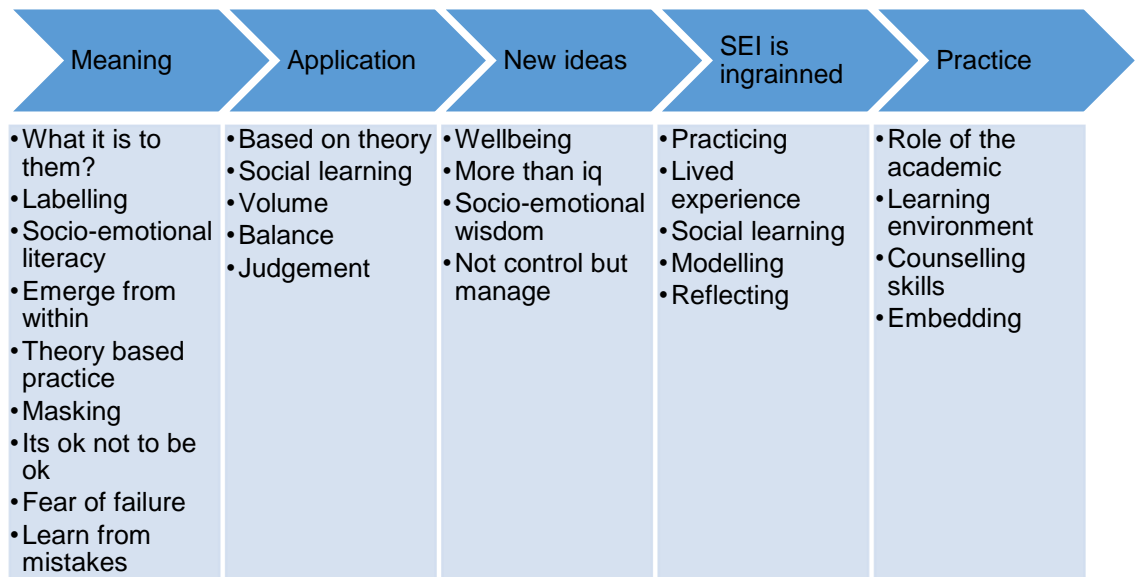 Meaning
Application
New ideas
SEI is
ingrainned
Practice
•What it is to
them?
•Labelling
•Socio-emotional
literacy
•Emerge from
within
•Theory based
practice
•Masking
•Its ok not to be
ok
•Fear of failure
•Learn from
mistakes
•Based on theory
•Social learning
•Volume
•Balance
•Judgement
•Wellbeing
•More than iq
•Socio-emotional
wisdom
•Not control but
manage
•Practicing
•Lived
experience
•Social learning
•Modelling
•Reflecting
•Role of the
academic
•Learning
environment
•Counselling
skills
•Embedding